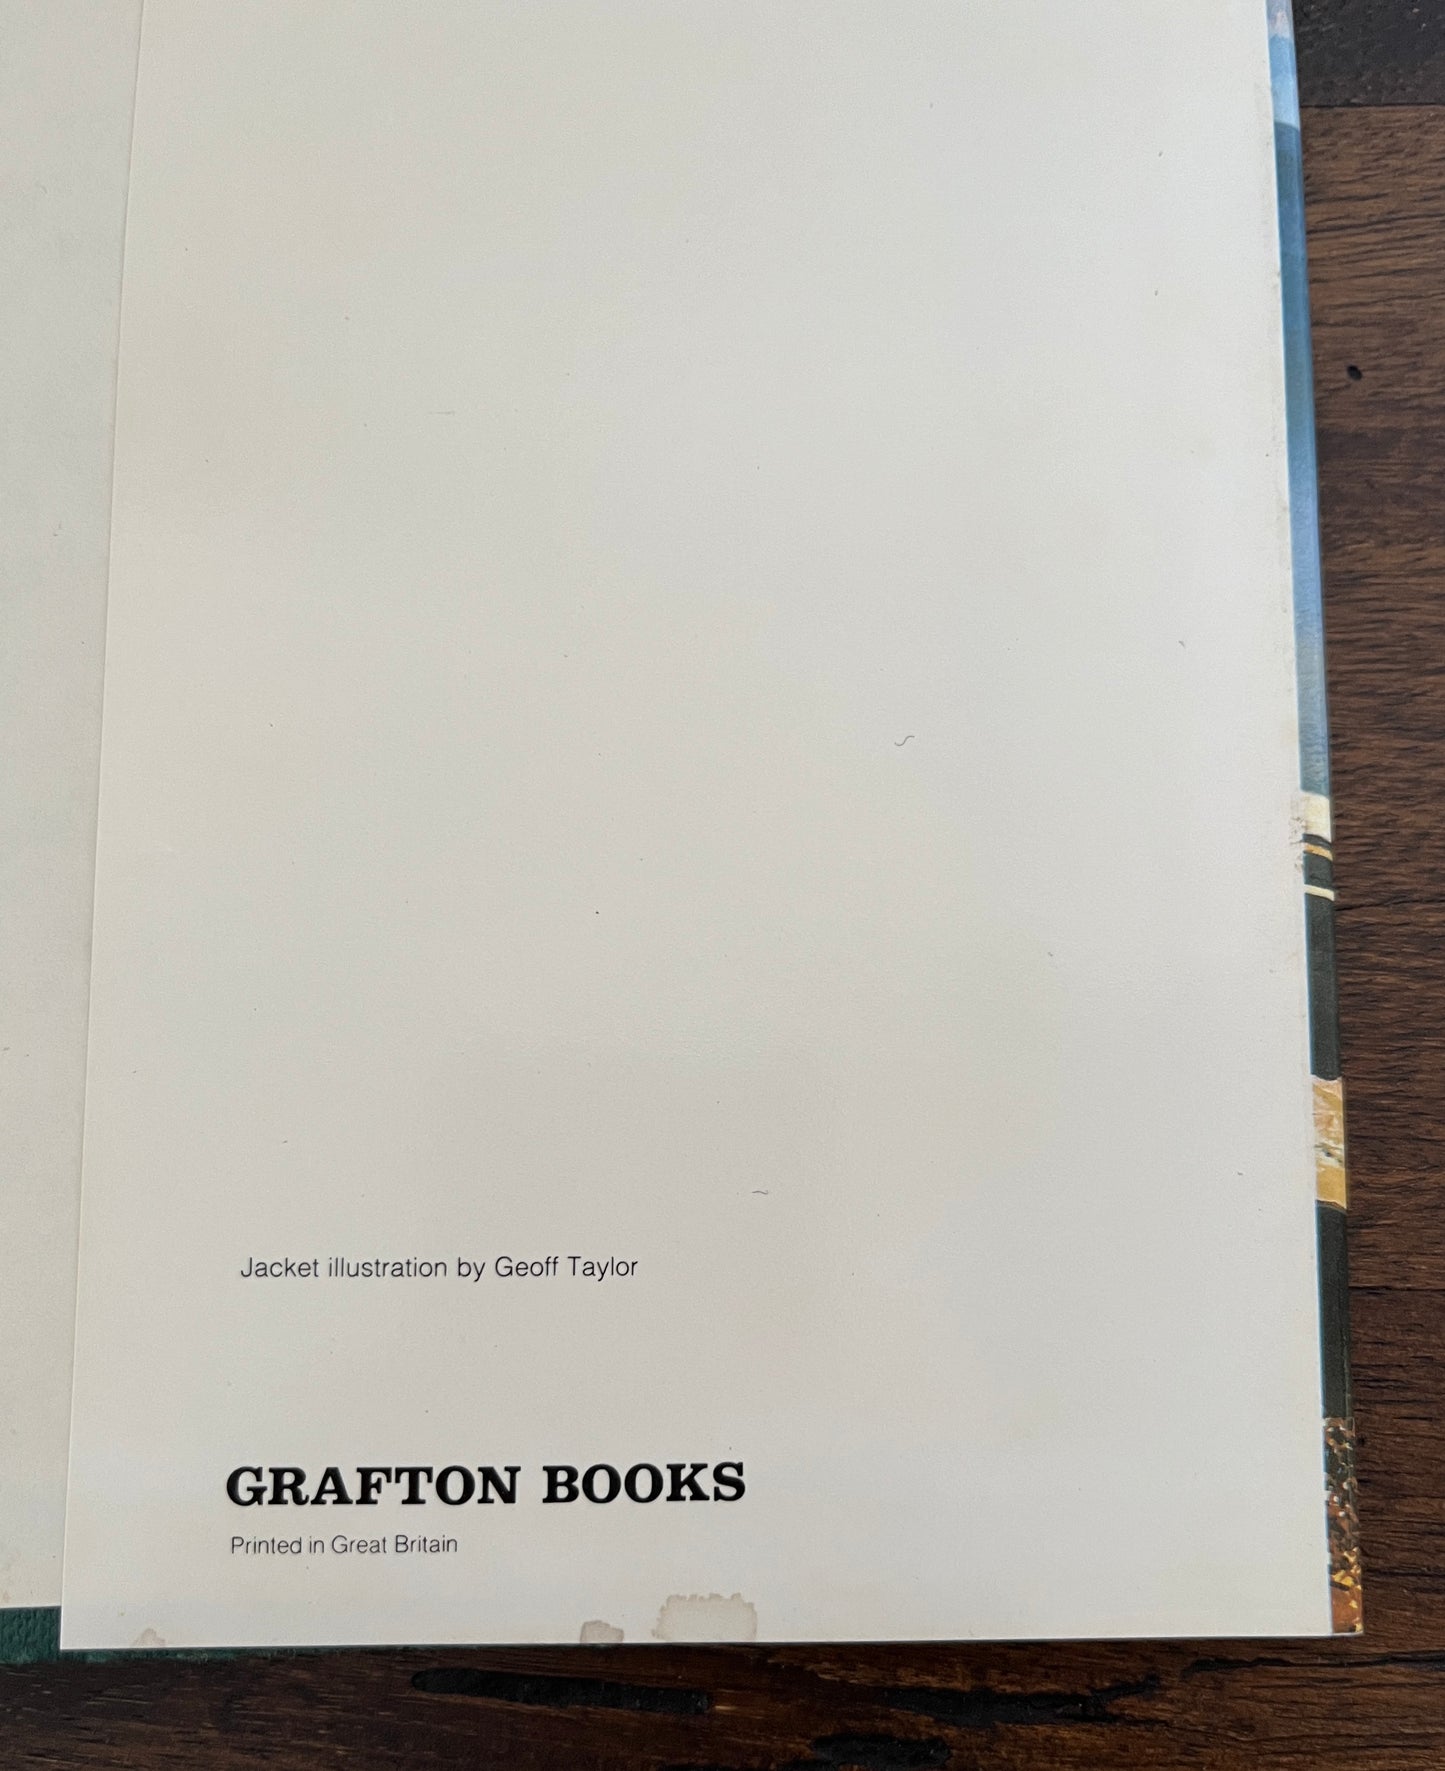 Jacket illustration by Geoff Taylor
GRAFTON BOOKS
Printed in Great Britain